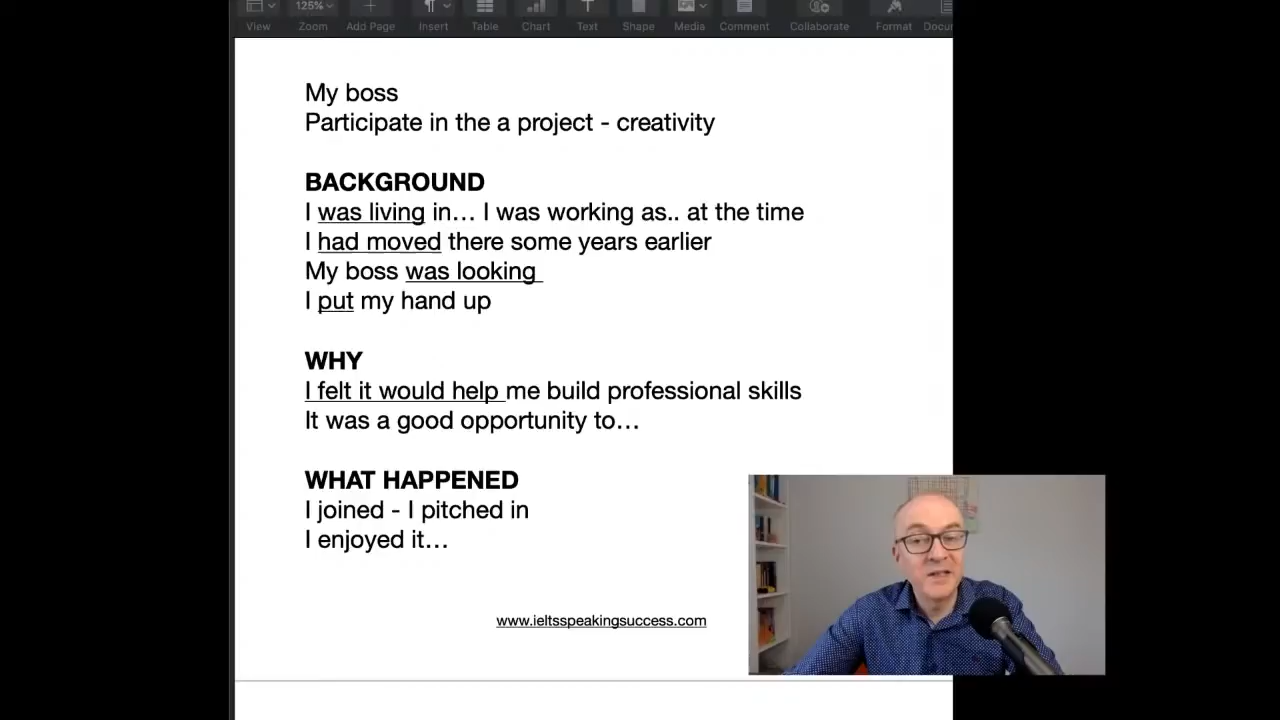 125%
View Zoom Add Page Insert Table Chart Text Shape Media Comment Collaborate Format
My boss
Participate in the a project - creativity
BACKGROUND
I was living in… I was working as.. at the time
I had moved there some years earlier
My boss was looking
I put my hand up
WHY
I felt it would help me build professional skills
It was a good opportunity to…
WHAT HAPPENED
I joined - I pitched in
I enjoyed it…
www.ieltsspeakingsuccess.com